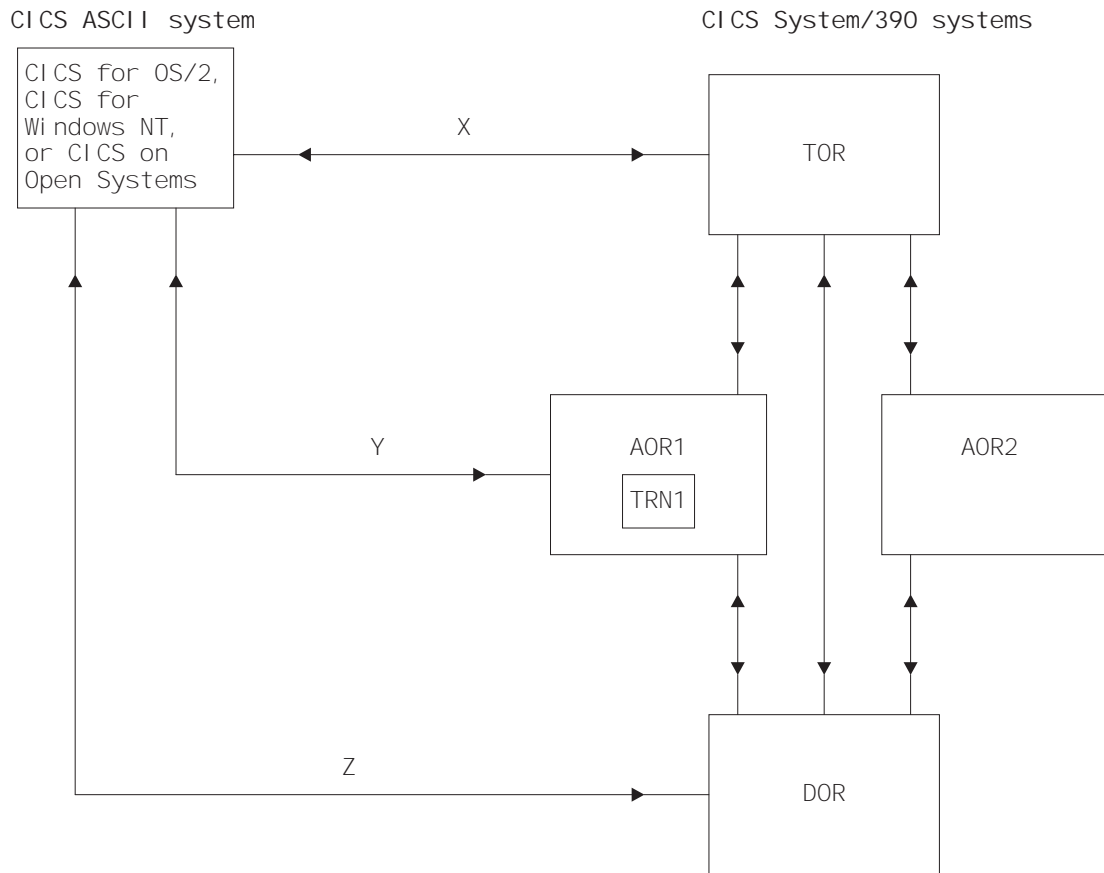 CICS ASCII system
CICS System/390 systems
CICS for OS/2,
CICS for
Windows NT,
or CICS on
Open Systems
X
TOR
Y
AOR1
TRN1
AOR2
Z
DOR